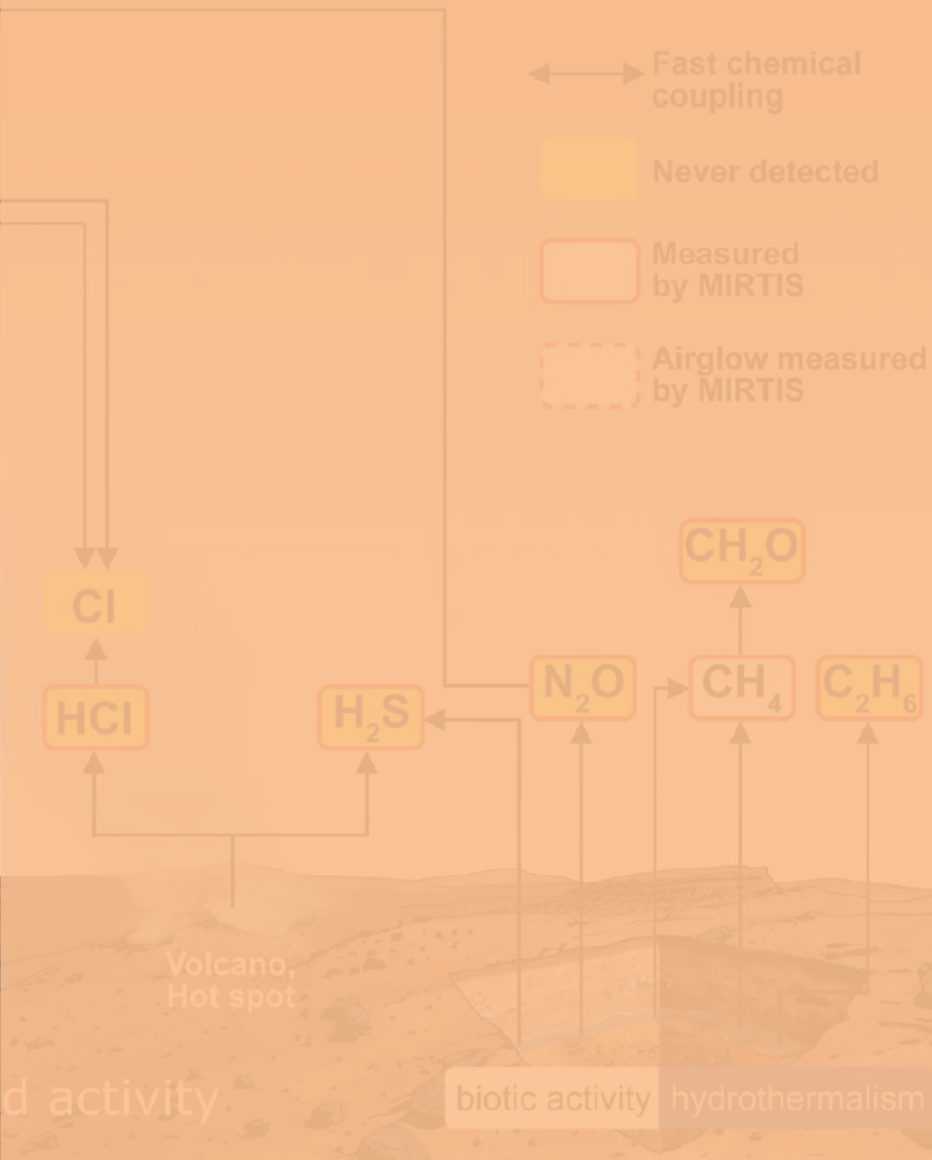 Fast chemical
coupling
Never detected
Measured
by MIRTIS
Airglow measured
by MIRTIS
CH₂O
Cl
N₂O
CH₄
C₂H₆
HCl
H₂S
Volcano,
Hot spot
d activity
biotic activity
hydrothermalism